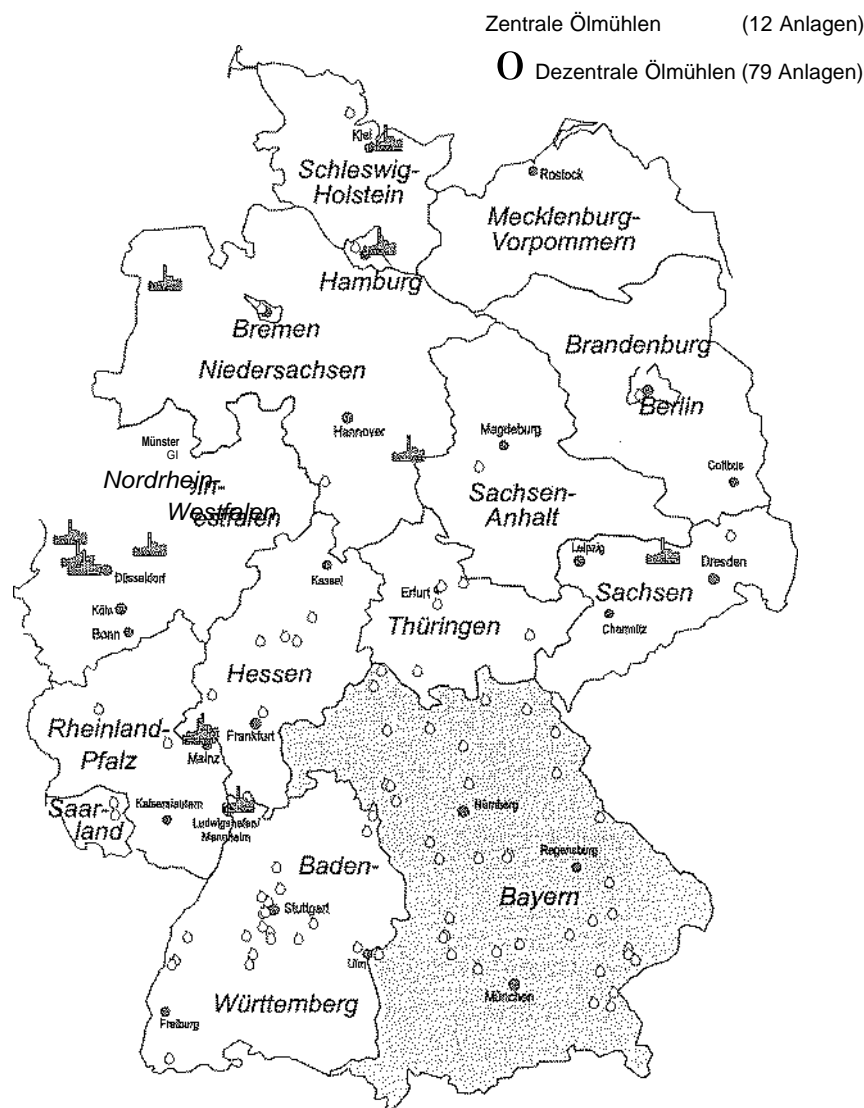 Zentrale Ölmühlen (12 Anlagen)
O Dezentrale Ölmühlen (79 Anlagen)
Kiel
Schleswig-
Holstein
Rostock
Mecklenburg-
Vorpommern
Hamburg
Bremen
Niedersachsen
Brandenburg
Berlin
Hannover
Magdeburg
Münster
GI
Cottbus
Nordrhein-
Westfalen
Sachsen-
Anhalt
Düsseldorf
Kassel
Leipzig
Dresden
Erfurt
Sachsen
Köln
Thüringen
Chemnitz
Bonn
Hessen
Rheinland-
Pfalz
Frankfurt
Mainz
Saar-
land
Kaiserslautern
Ludwigshafen/
Mannheim
Nürnberg
Baden-
Regensburg
Bayern
Stuttgart
Ulm
München
Württemberg
Freiburg